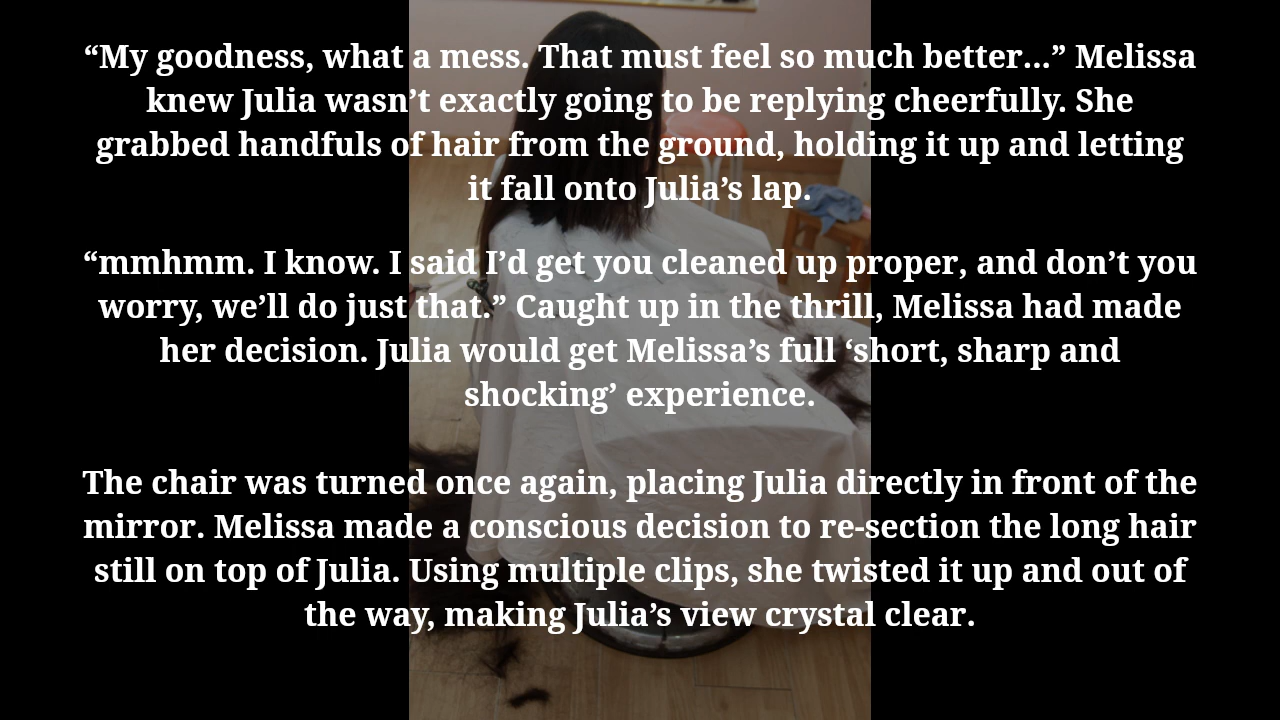 “My goodness, what a mess. That must feel so much better...” Melissa
knew Julia wasn’t exactly going to be replying cheerfully. She
grabbed handfuls of hair from the ground, holding it up and letting
it fall onto Julia’s lap.
“mmhmm. I know. I said I’d get you cleaned up proper, and don’t you
worry, we’ll do just that.” Caught up in the thrill, Melissa had made
her decision. Julia would get Melissa’s full ‘short, sharp and
shocking’ experience.
The chair was turned once again, placing Julia directly in front of the
mirror. Melissa made a conscious decision to re-section the long hair
still on top of Julia. Using multiple clips, she twisted it up and out of
the way, making Julia’s view crystal clear.